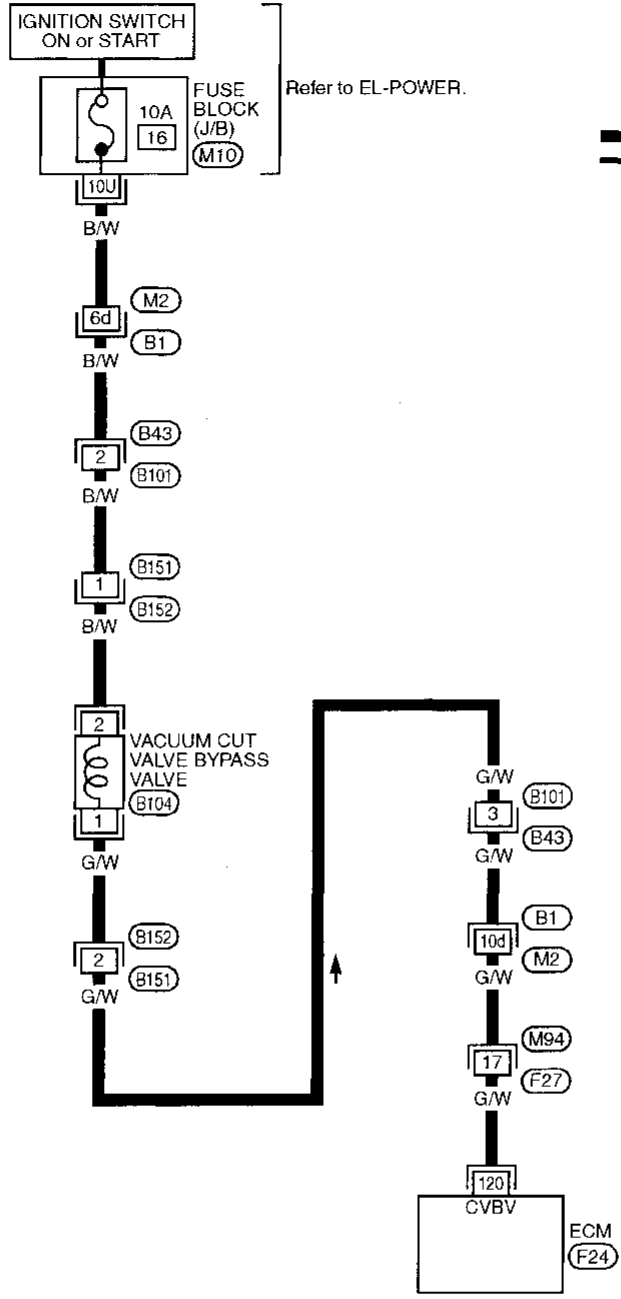 IGNITION SWITCH
ON or START
Refer to EL-POWER.
FUSE
BLOCK
(J/B)
M10
10A
16
10U
B/W
6d
M2
B1
B/W
2
B43
B101
B/W
1
B151
B152
B/W
2
VACUUM CUT
VALVE BYPASS
VALVE
B104
1
G/W
2
B152
B151
G/W
G/W
3
B101
B43
G/W
10d
B1
M2
G/W
17
M94
F27
G/W
120
CVBV
ECM
F24